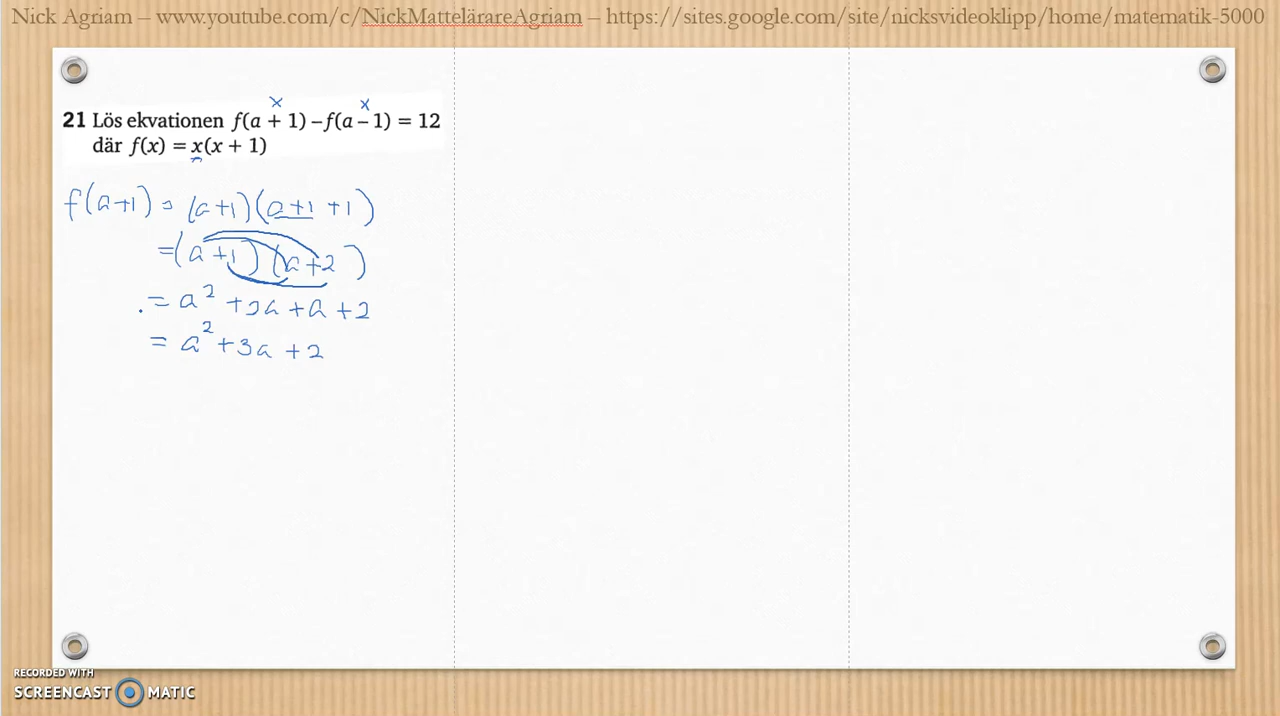 Nick Agriam – www.youtube.com/c/NickMattelärareAgriam – https://sites.google.com/site/nicksvideoklipp/home/matematik-5000
x x
21 Lös ekvationen f(a + 1) – f(a – 1) = 12
där f(x) = x(x + 1)
f(a+1) = (a+1)(a+1 +1)
=(a+1)(a+2)
= a² +2a +a +2
= a² +3a +2
RECORDED WITH
SCREENCAST MATIC